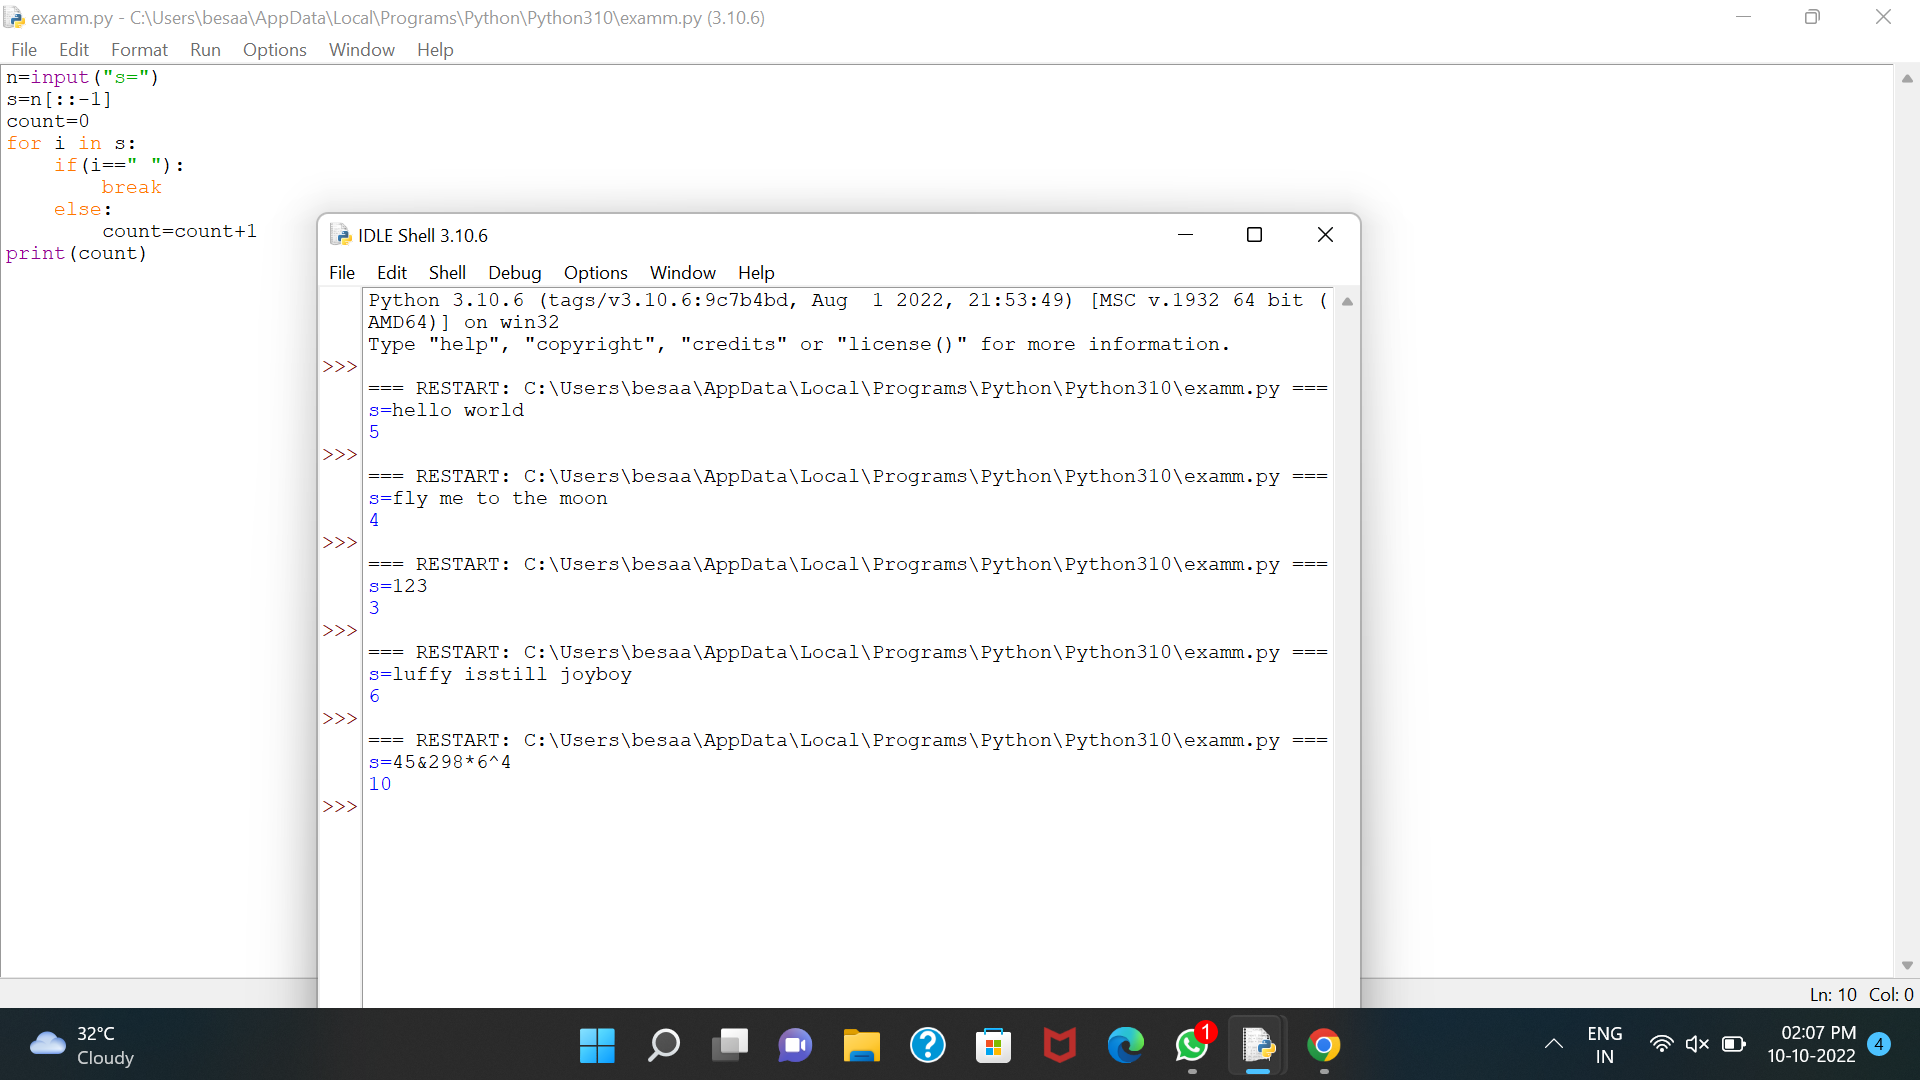 examm.py - C:\Users\besaa\AppData\Local\Programs\Python\Python310\examm.py (3.10.6)
File Edit Format Run Options Window Help
n=input("s=")
s=n[::-1]
count=0
for i in s:
    if(i==" "):
        break
    else:
        count=count+1
print(count)
IDLE Shell 3.10.6
File Edit Shell Debug Options Window Help
Python 3.10.6 (tags/v3.10.6:9c7b4bd, Aug  1 2022, 21:53:49) [MSC v.1932 64 bit (
AMD64)] on win32
Type "help", "copyright", "credits" or "license()" for more information.
>>>
=== RESTART: C:\Users\besaa\AppData\Local\Programs\Python\Python310\examm.py ===
s=hello world
5
>>>
=== RESTART: C:\Users\besaa\AppData\Local\Programs\Python\Python310\examm.py ===
s=fly me to the moon
4
>>>
=== RESTART: C:\Users\besaa\AppData\Local\Programs\Python\Python310\examm.py ===
s=123
3
>>>
=== RESTART: C:\Users\besaa\AppData\Local\Programs\Python\Python310\examm.py ===
s=luffy isstill joyboy
6
>>>
=== RESTART: C:\Users\besaa\AppData\Local\Programs\Python\Python310\examm.py ===
s=45&298*6^4
10
>>>
Ln: 10 Col: 0
32°C
Cloudy
1
ENG
IN
02:07 PM
10-10-2022
4